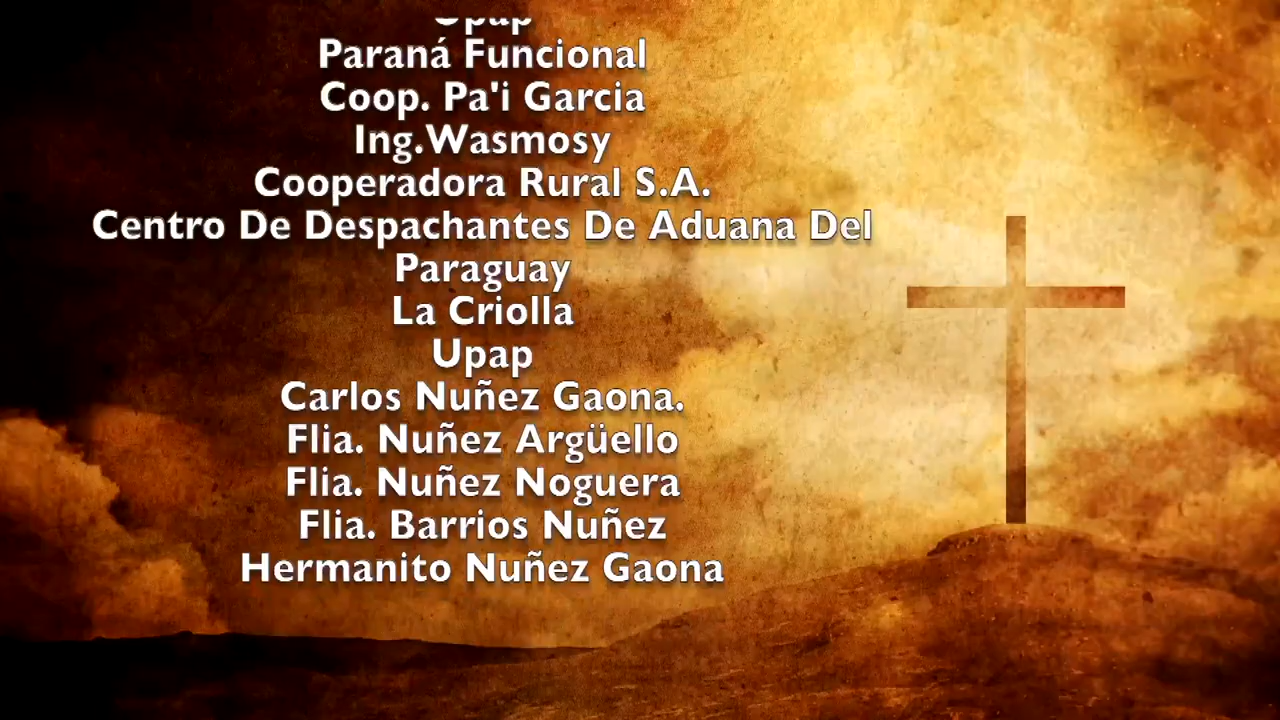 Upap
Paraná Funcional
Coop. Pa'i Garcia
Ing.Wasmosy
Cooperadora Rural S.A.
Centro De Despachantes De Aduana Del
Paraguay
La Criolla
Upap
Carlos Nuñez Gaona.
Flia. Nuñez Argüello
Flia. Nuñez Noguera
Flia. Barrios Nuñez
Hermanito Nuñez Gaona